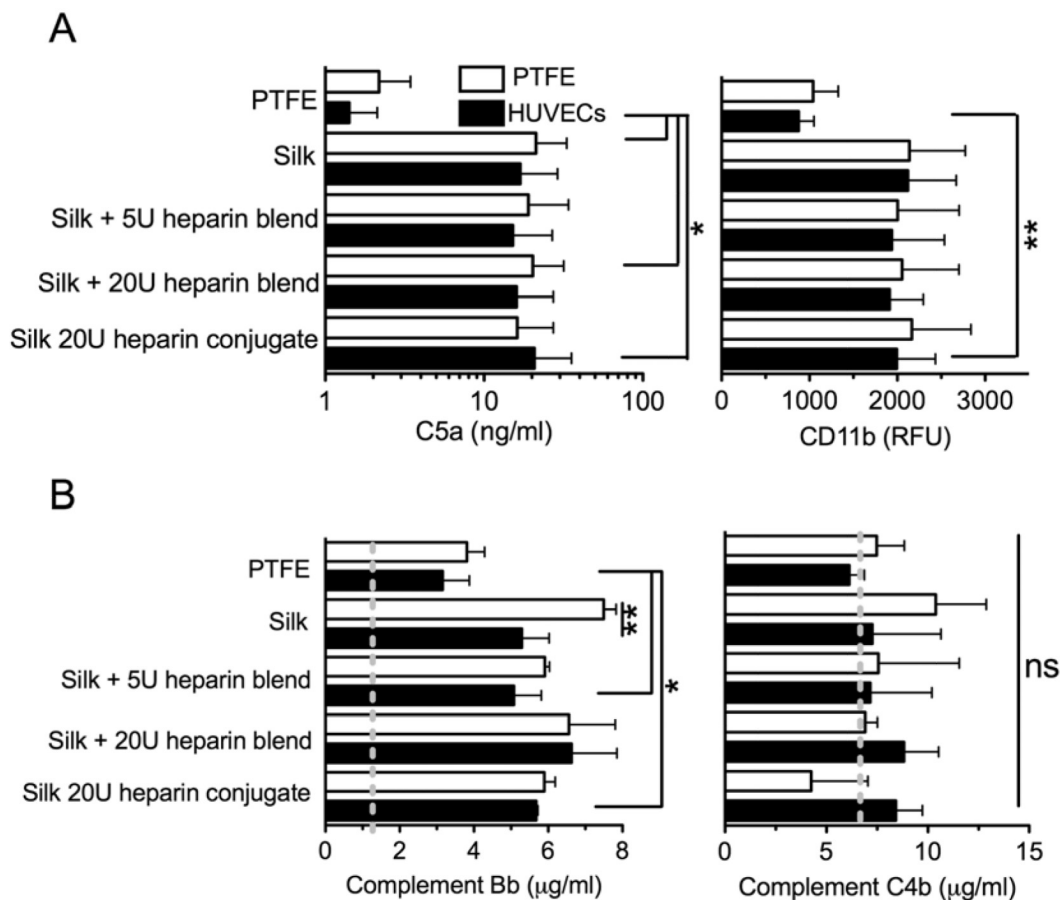 A
PTFE
HUVECs
PTFE
Silk
Silk + 5U heparin blend
Silk + 20U heparin blend
Silk 20U heparin conjugate
*
**
1 10 100
C5a (ng/ml)
0 1000 2000 3000
CD11b (RFU)
B
PTFE
Silk
Silk + 5U heparin blend
Silk + 20U heparin blend
Silk 20U heparin conjugate
**
*
ns
0 2 4 6 8
Complement Bb (μg/ml)
0 5 10 15
Complement C4b (μg/ml)